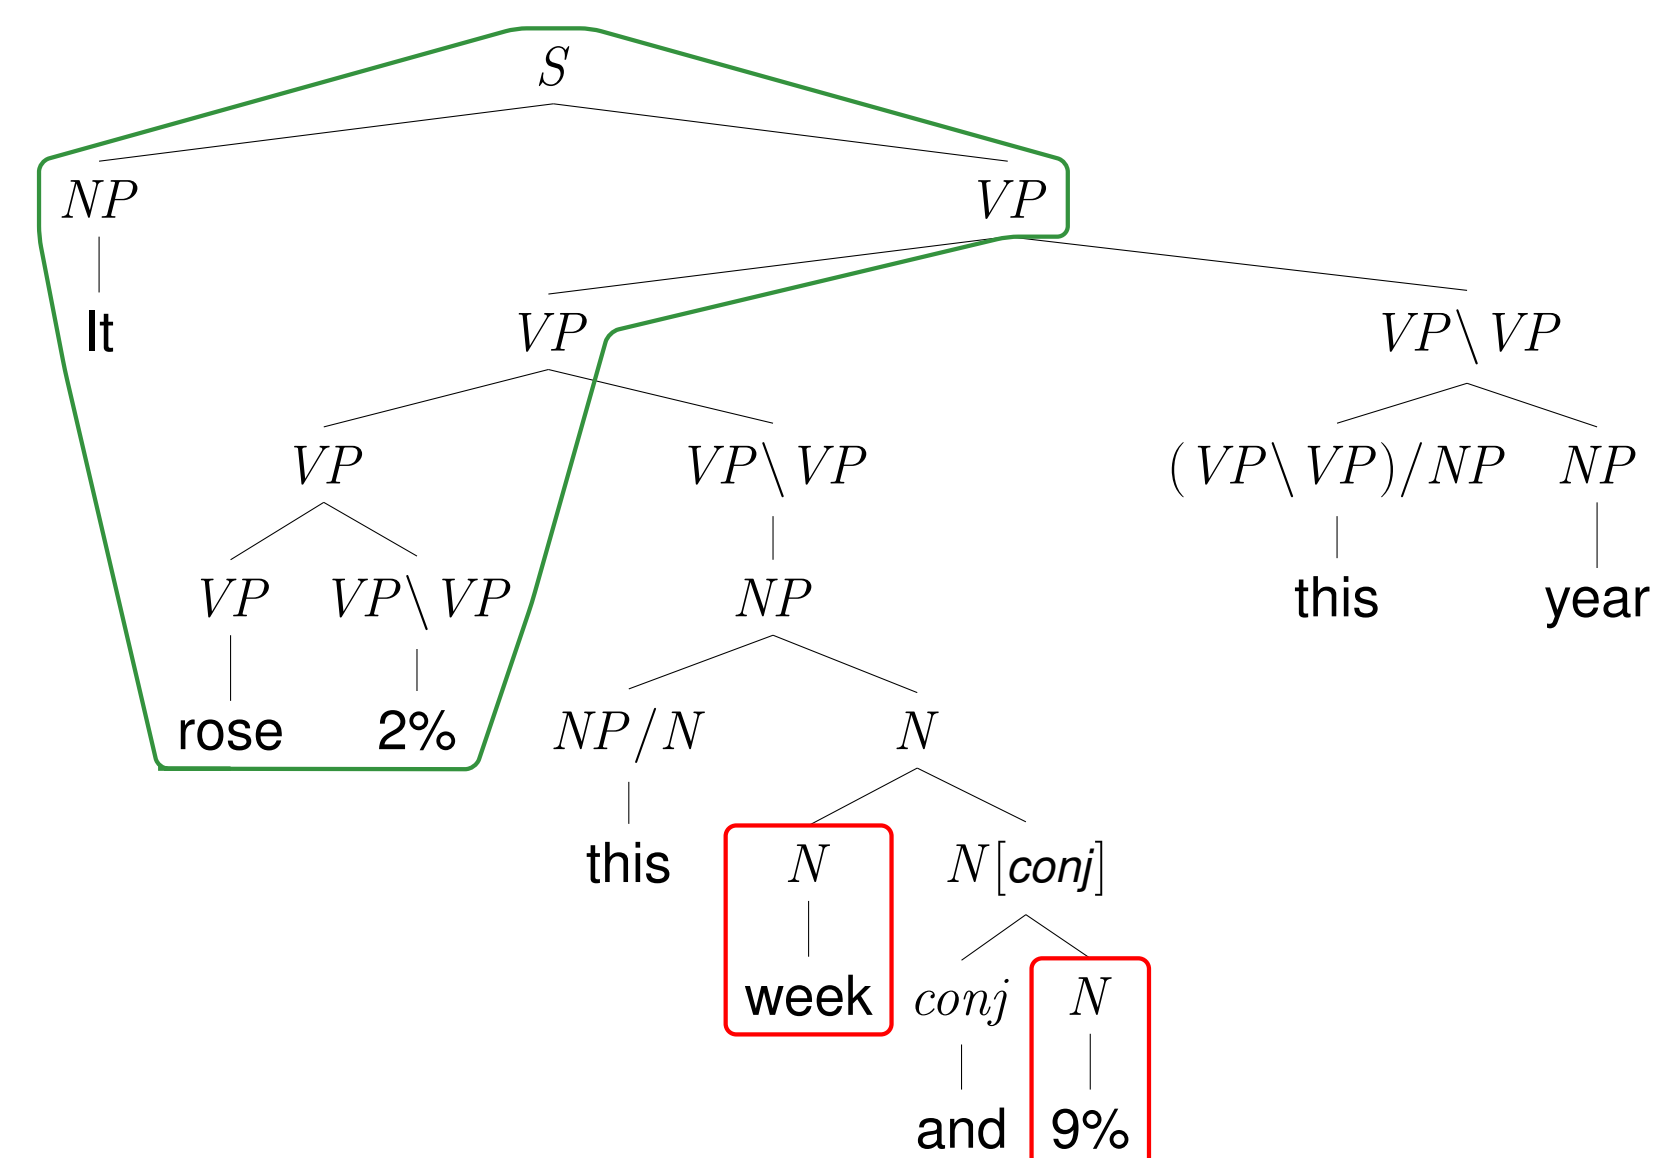 S
NP VP
It VP VP\VP
VP VP\VP (VP\VP)/NP NP
VP VP\VP NP this year
rose 2% NP/N N
this N N[conj]
week conj N
and 9%